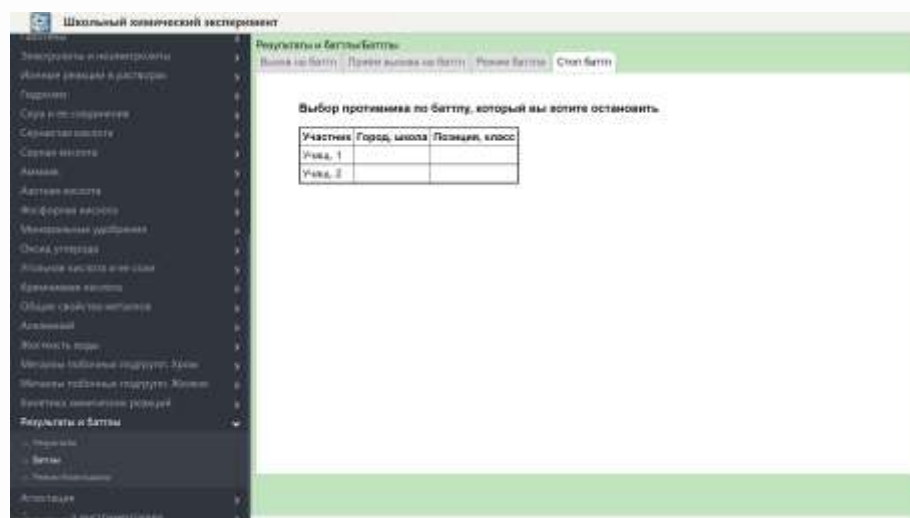 Школьный химический эксперимент
Электролиты и неэлектролиты
Ионные реакции в растворах
Гидролиз
Сера и ее соединения
Сернистая кислота
Серная кислота
Аммиак
Азотная кислота
Фосфорная кислота
Минеральные удобрения
Оксид углерода
Угольная кислота и ее соли
Кремниевая кислота
Общие свойства металлов
Алюминий
Жесткость воды
Металлы побочных подгрупп. Хром
Металлы побочных подгрупп. Железо
Кинетика химических реакций
Результаты и баттлы
Результаты
Баттлы
Аттестация
Результаты и баттлы/Баттлы
Вызов на баттл Приём вызова на баттл Режим баттла Стоп баттл
Выбор противника по баттлу, который вы хотите остановить
Участник Город, школа Позиция, класс
Учащ. 1
Учащ. 2